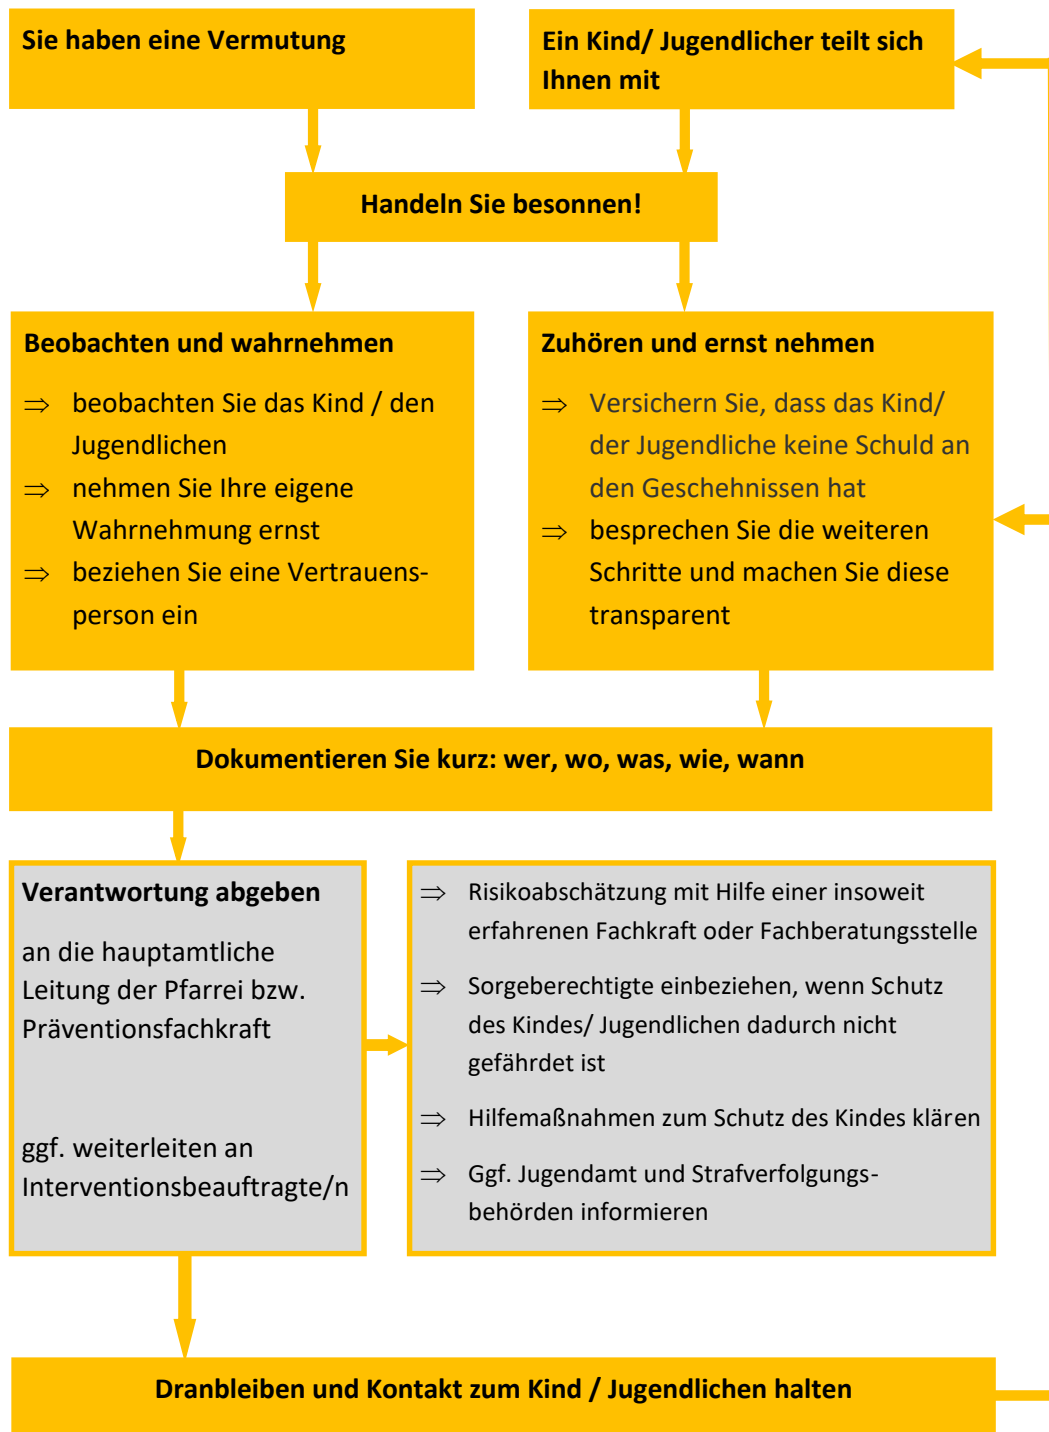 Sie haben eine Vermutung
Ein Kind/ Jugendlicher teilt sich
Ihnen mit
Handeln Sie besonnen!
Beobachten und wahrnehmen
⇒ beobachten Sie das Kind / den
Jugendlichen
⇒ nehmen Sie Ihre eigene
Wahrnehmung ernst
⇒ beziehen Sie eine Vertrauens-
person ein
Zuhören und ernst nehmen
⇒ Versichern Sie, dass das Kind/
der Jugendliche keine Schuld an
den Geschehnissen hat
⇒ besprechen Sie die weiteren
Schritte und machen Sie diese
transparent
Dokumentieren Sie kurz: wer, wo, was, wie, wann
Verantwortung abgeben
an die hauptamtliche
Leitung der Pfarrei bzw.
Präventionsfachkraft
ggf. weiterleiten an
Interventionsbeauftragte/n
⇒ Risikoabschätzung mit Hilfe einer insoweit
erfahrenen Fachkraft oder Fachberatungsstelle
⇒ Sorgeberechtigte einbeziehen, wenn Schutz
des Kindes/ Jugendlichen dadurch nicht
gefährdet ist
⇒ Hilfemaßnahmen zum Schutz des Kindes klären
⇒ Ggf. Jugendamt und Strafverfolgungs-
behörden informieren
Dranbleiben und Kontakt zum Kind / Jugendlichen halten